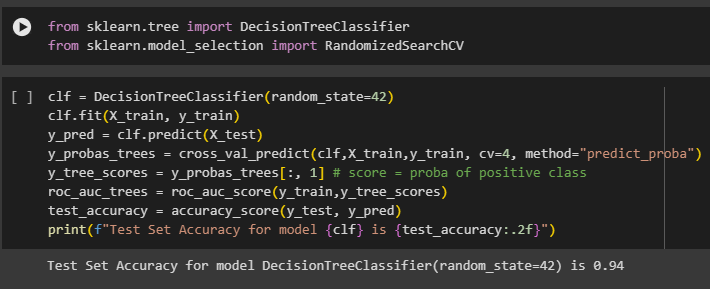 from sklearn.tree import DecisionTreeClassifier
from sklearn.model_selection import RandomizedSearchCV
[ ] clf = DecisionTreeClassifier(random_state=42)
clf.fit(X_train, y_train)
y_pred = clf.predict(X_test)
y_probas_trees = cross_val_predict(clf,X_train,y_train, cv=4, method="predict_proba")
y_tree_scores = y_probas_trees[:, 1] # score = proba of positive class
roc_auc_trees = roc_auc_score(y_train,y_tree_scores)
test_accuracy = accuracy_score(y_test, y_pred)
print(f"Test Set Accuracy for model {clf} is {test_accuracy:.2f}")
Test Set Accuracy for model DecisionTreeClassifier(random_state=42) is 0.94